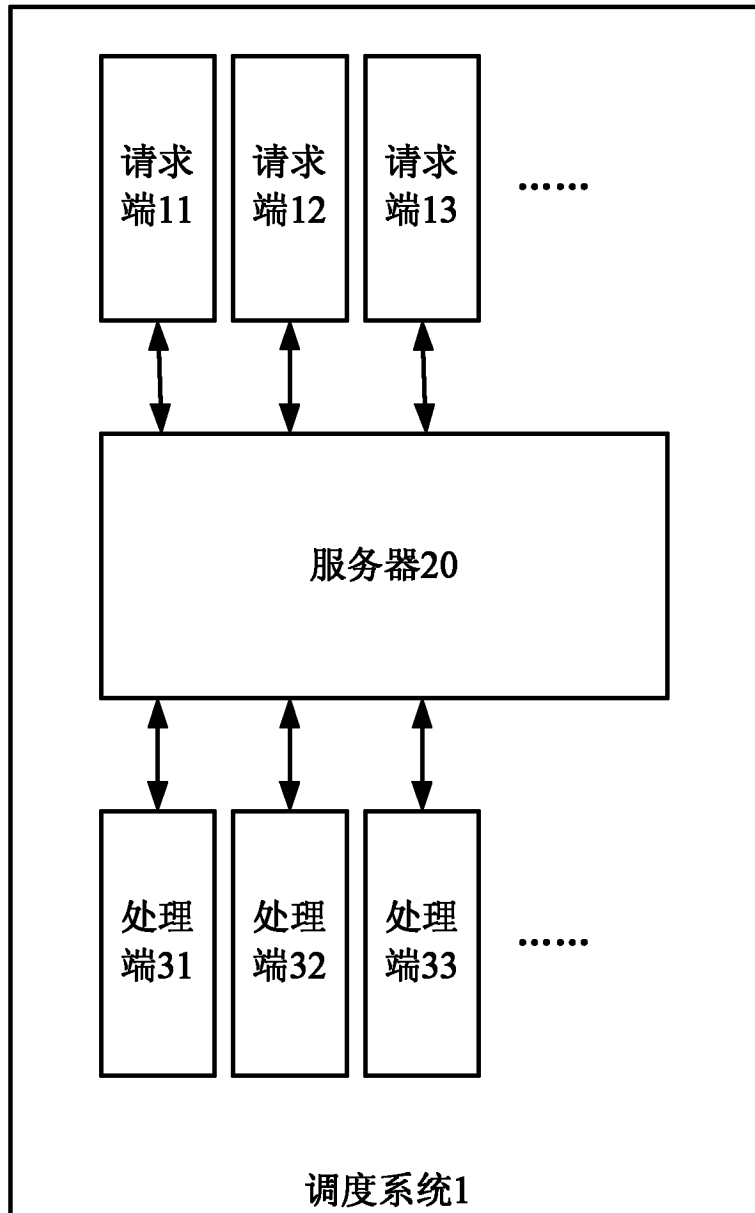 请求
端11
请求
端12
请求
端13
……
服务器20
处理
端31
处理
端32
处理
端33
……
调度系统1